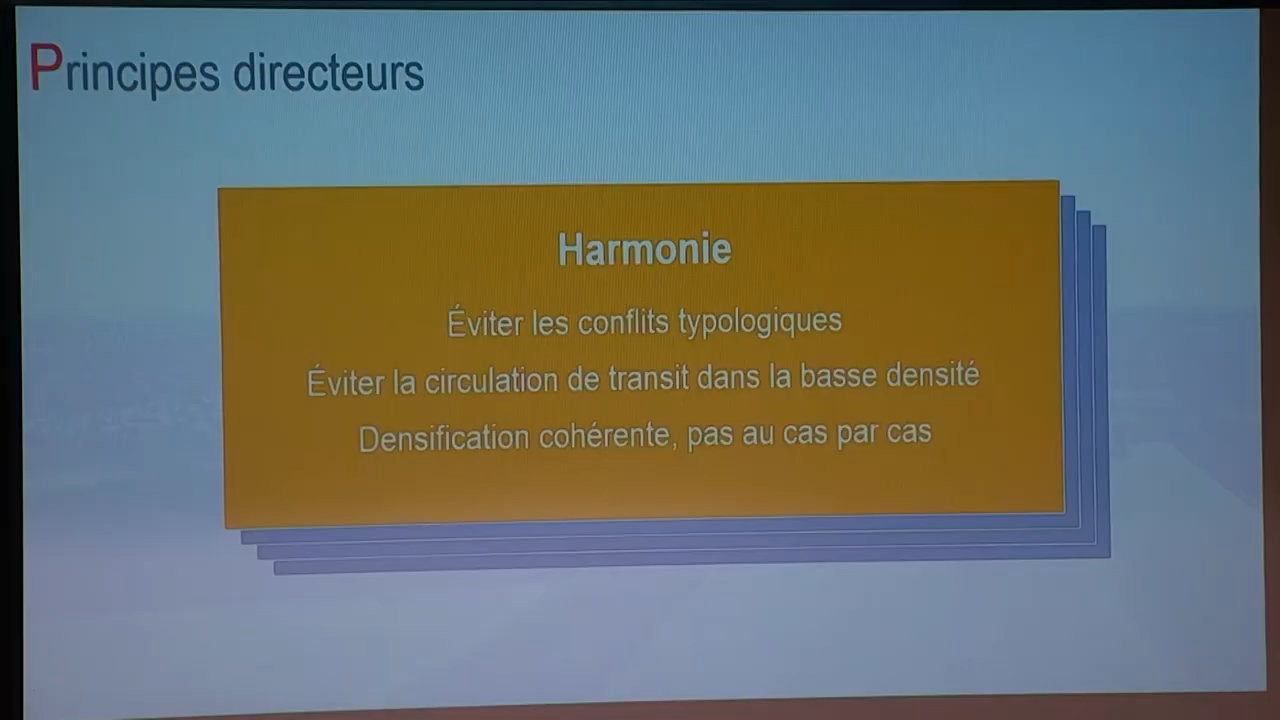 Principes directeurs
Harmonie
Éviter les conflits typologiques
Éviter la circulation de transit dans la basse densité
Densification cohérente, pas au cas par cas